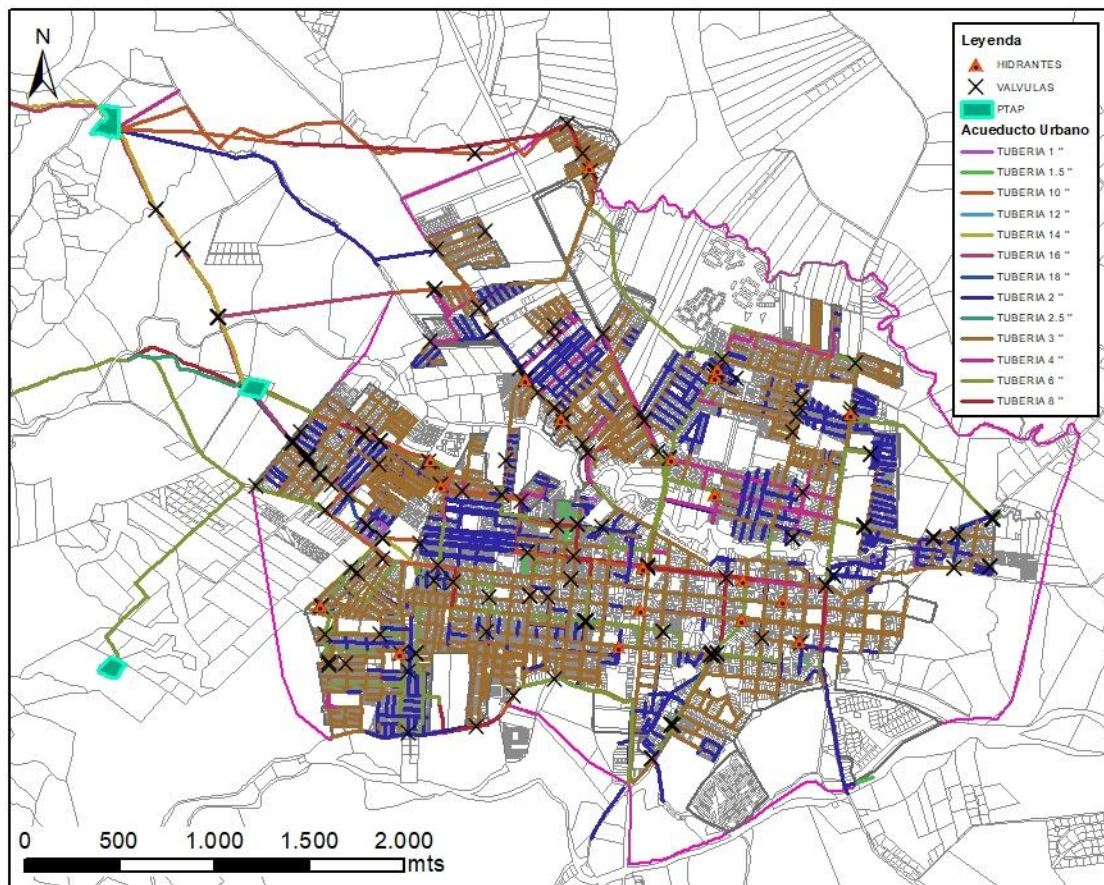 N
Leyenda
HIDRANTES
VALVULAS
PTAP
Acueducto Urbano
TUBERIA 1 "
TUBERIA 1.5 "
TUBERIA 10 "
TUBERIA 12 "
TUBERIA 14 "
TUBERIA 16 "
TUBERIA 18 "
TUBERIA 2 "
TUBERIA 2.5 "
TUBERIA 3 "
TUBERIA 4 "
TUBERIA 6 "
TUBERIA 8 "
0 500 1.000 1.500 2.000
mts